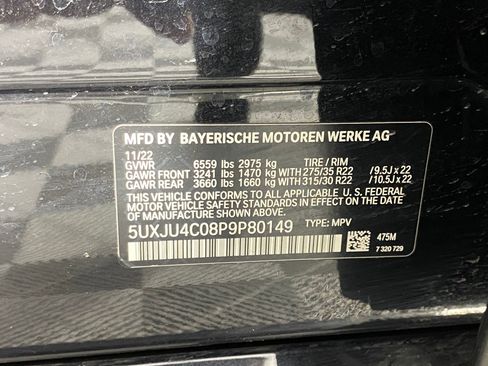 MFD BY BAYERISCHE MOTOREN WERKE AG
11/22
GVWR 6559 lbs 2975 kg TIRE / RIM
GAWR FRONT 3241 lbs 1470 kg WITH 275/35 R22 / 9.5J x 22
GAWR REAR 3660 lbs 1660 kg WITH 315/30 R22 / 10.5J x 22
THIS VEHICLE CONFORMS TO ALL APPLICABLE U.S. FEDERAL
MOTOR VEHICLE SAFETY STANDARDS IN EFFECT ON THE DATE
OF MANUFACTURE SHOWN ABOVE.
5UXJU4C08P9P80149 TYPE: MPV
475M
7 320 729